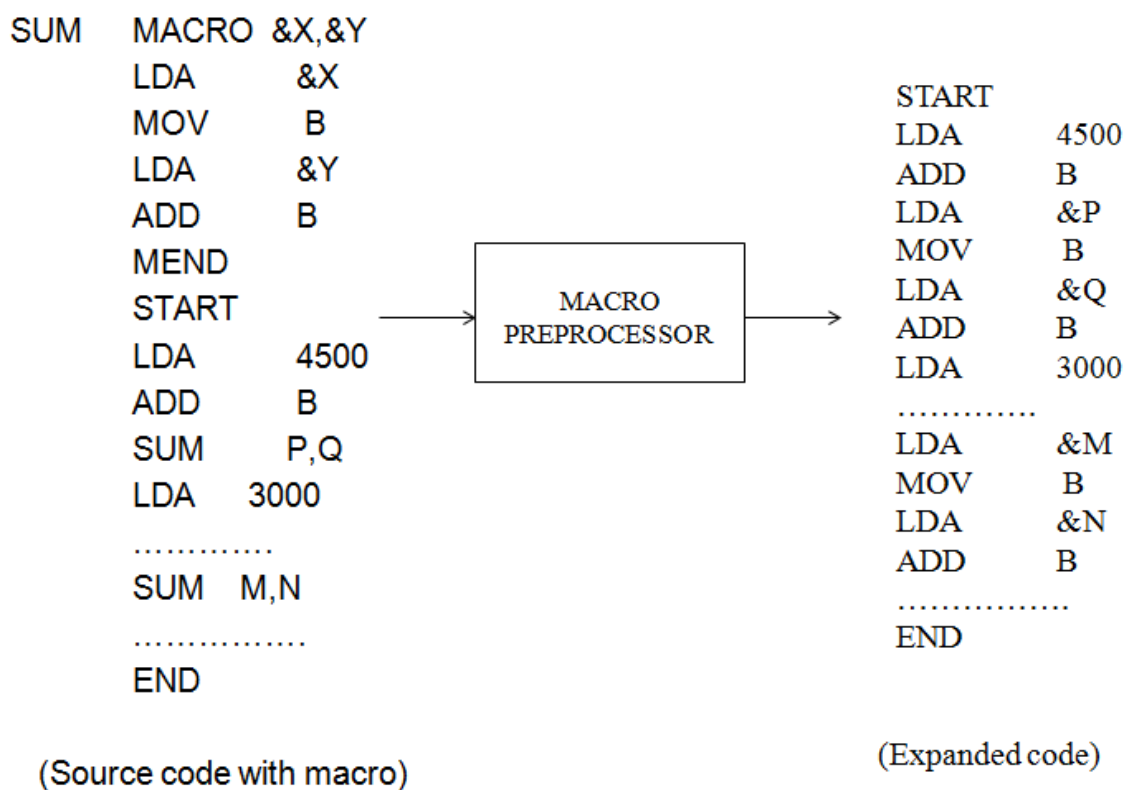 SUM MACRO &X,&Y
LDA &X
MOV B
LDA &Y
ADD B
MEND
START
LDA 4500
ADD B
SUM P,Q
LDA 3000
………….
SUM M,N
…………….
END
(Source code with macro)
MACRO
PREPROCESSOR
START
LDA 4500
ADD B
LDA &P
MOV B
LDA &Q
ADD B
LDA 3000
………….
LDA &M
MOV B
LDA &N
ADD B
…………….
END
(Expanded code)